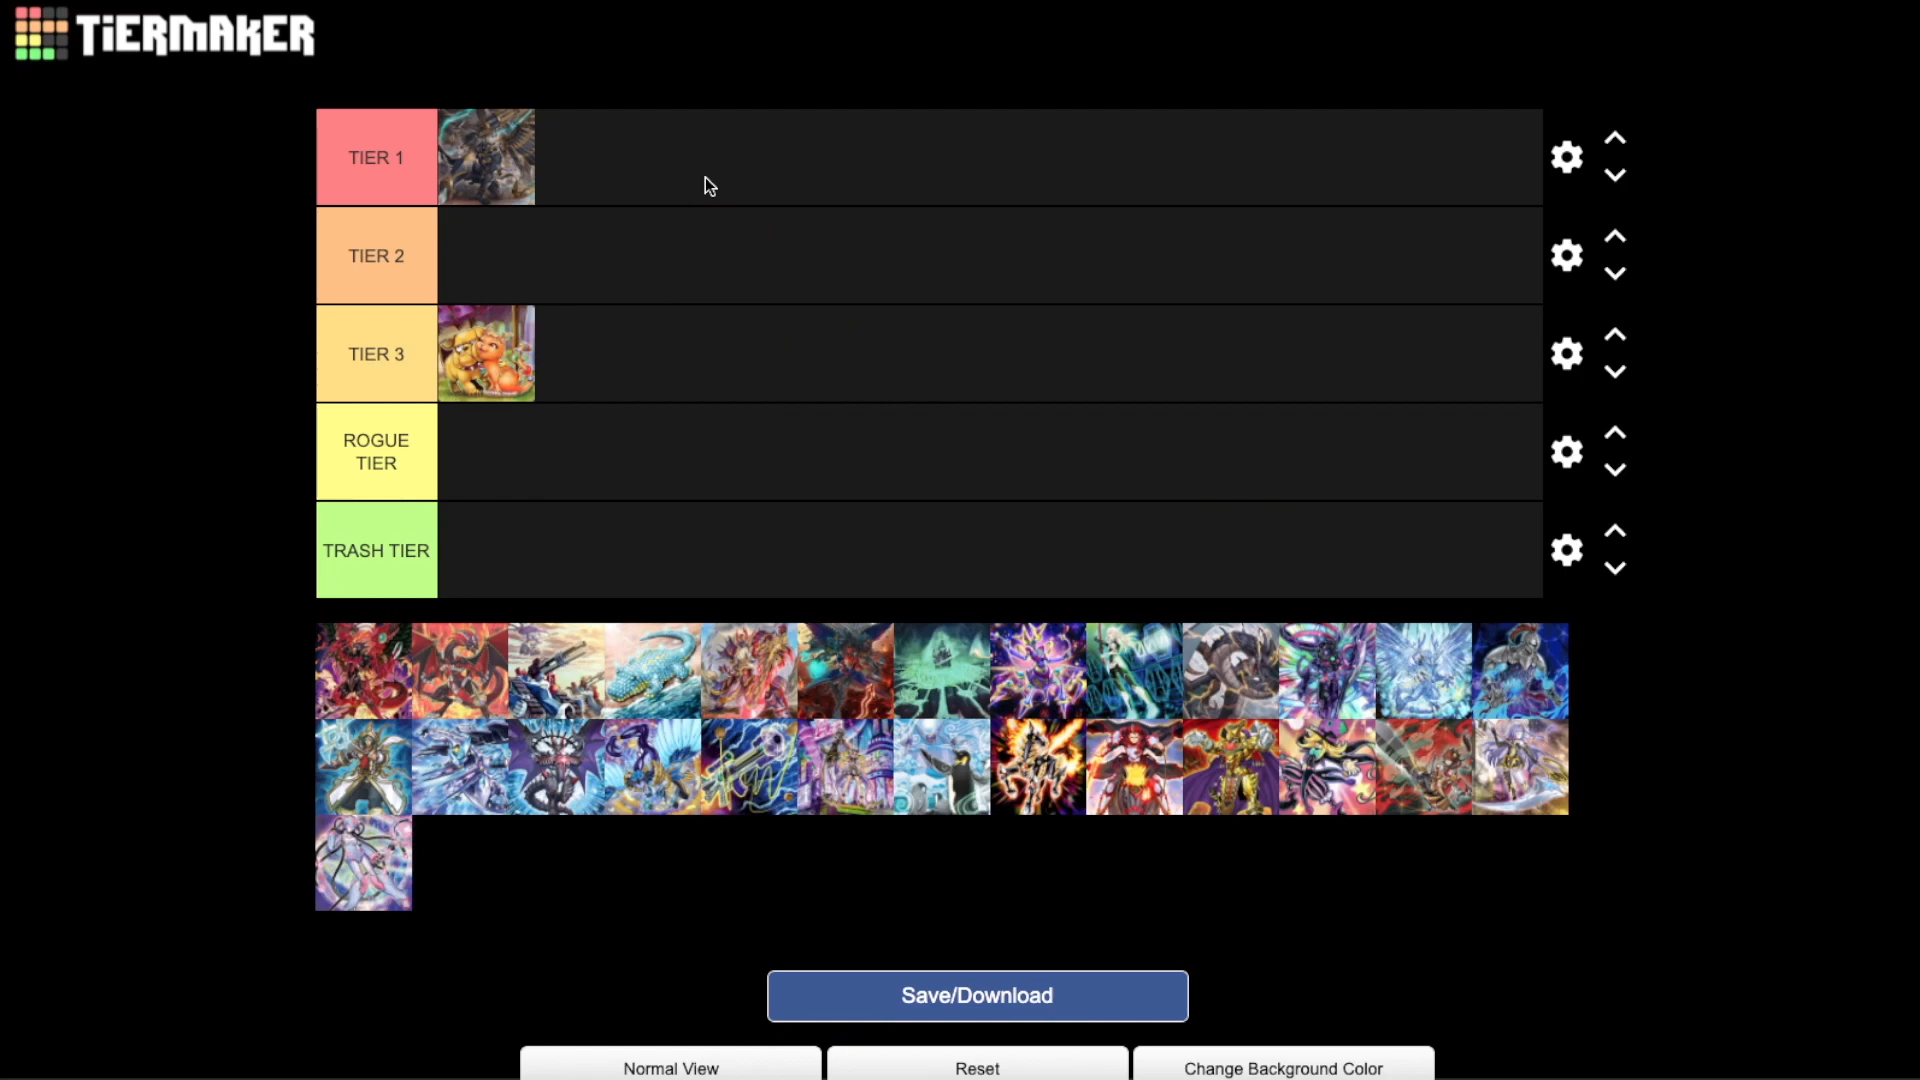 TiERMAKER
TIER 1
TIER 2
TIER 3
ROGUE
TIER
TRASH TIER
Save/Download
Normal View
Reset
Change Background Color